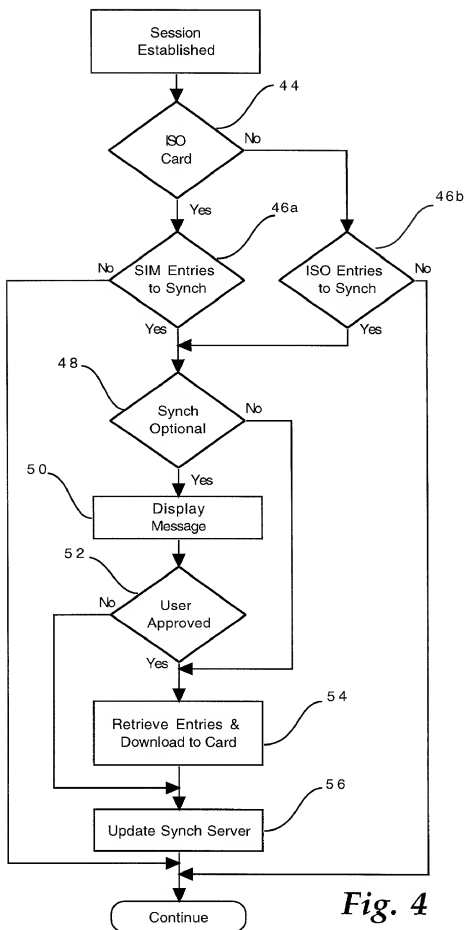 Session
Established
44
ISO
Card
No
Yes
46a
46b
No
SIM Entries
to Synch
ISO Entries
to Synch
No
Yes
Yes
48
Synch
Optional
No
Yes
50
Display
Message
52
No
User
Approved
Yes
54
Retrieve Entries &
Download to Card
56
Update Synch Server
Continue
Fig. 4